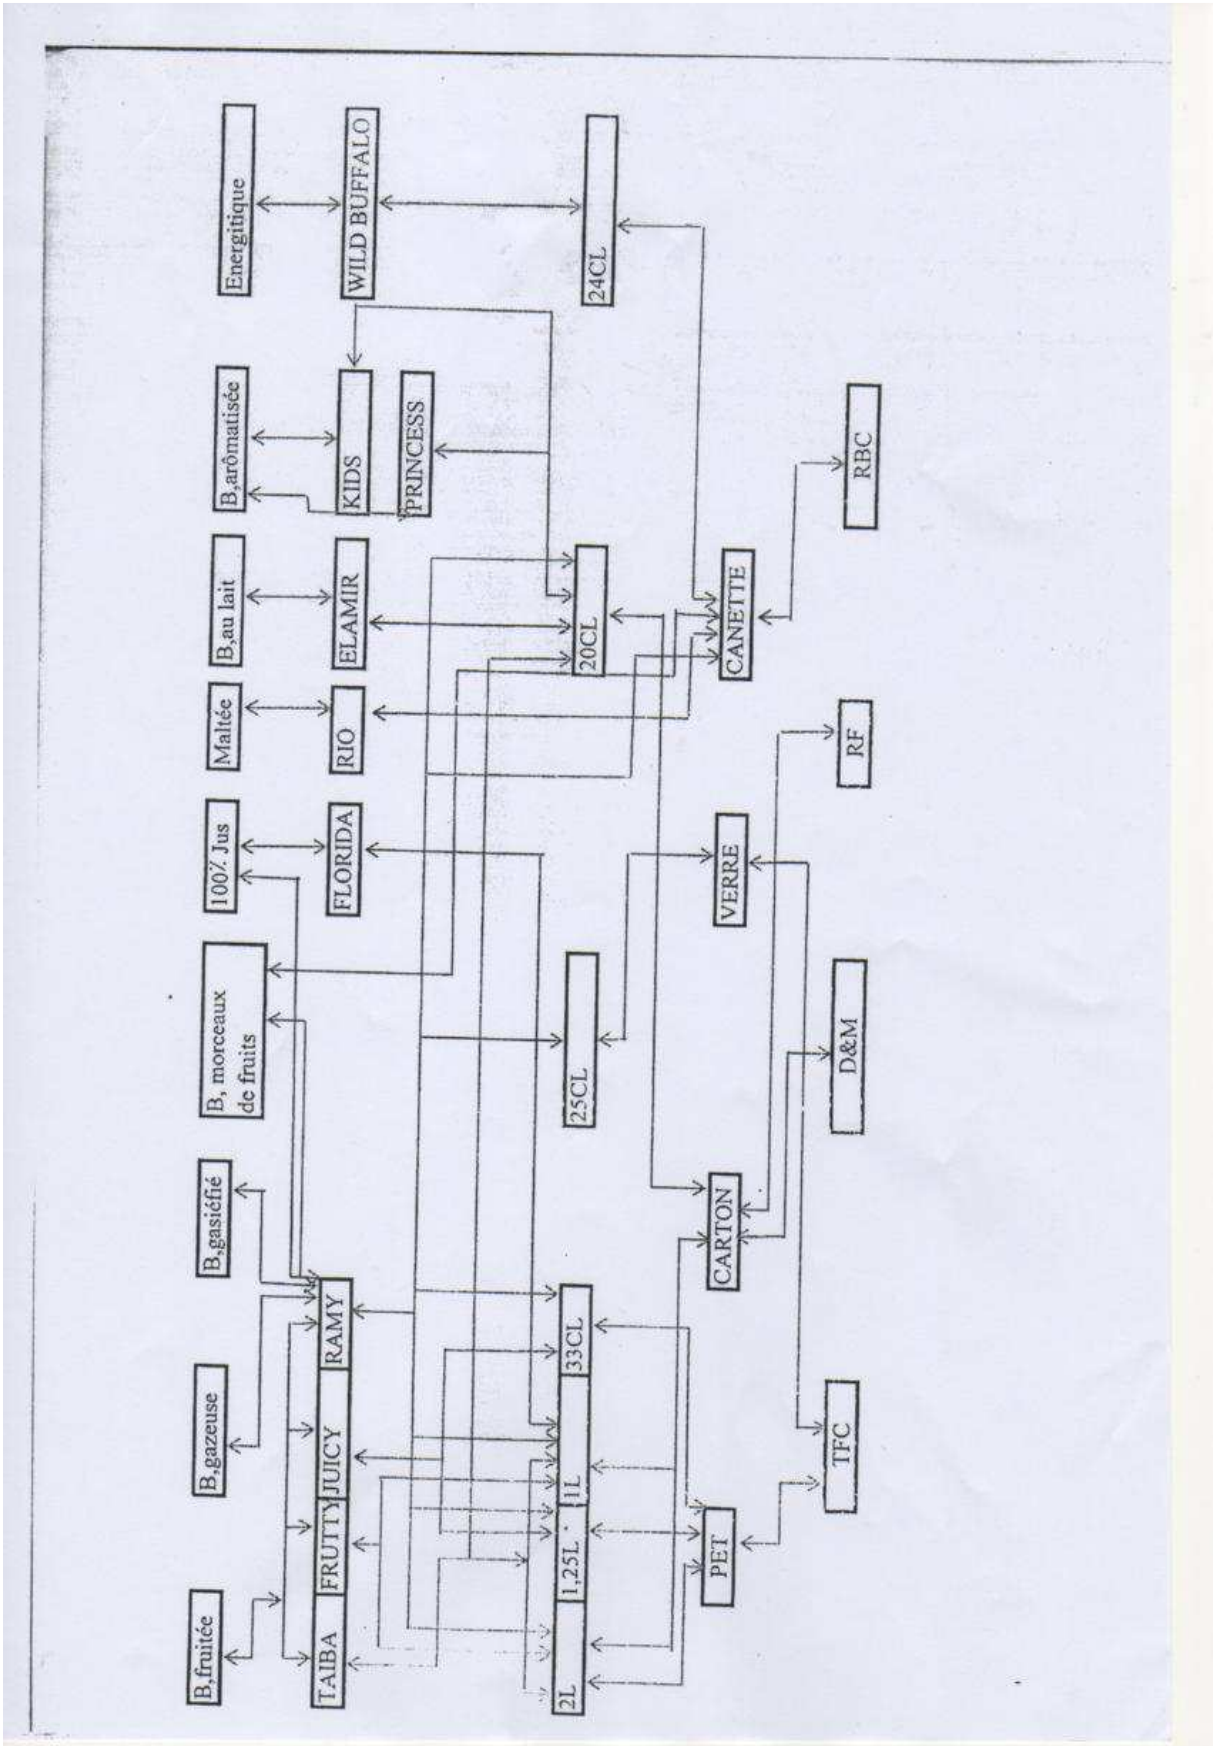 B,fruitée
B,gazeuse
B,gasiéfié
B, morceaux
de fruits
100% Jus
Maltée
B,au lait
B,arômatisée
Energitique
TAIBA
FRUTTY
JUICY
RAMY
FLORIDA
RIO
ELAMIR
KIDS
PRINCESS
WILD BUFFALO
2L
1,25L
1L
33CL
25CL
20CL
24CL
PET
CARTON
VERRE
CANETTE
TFC
D&M
RF
RBC